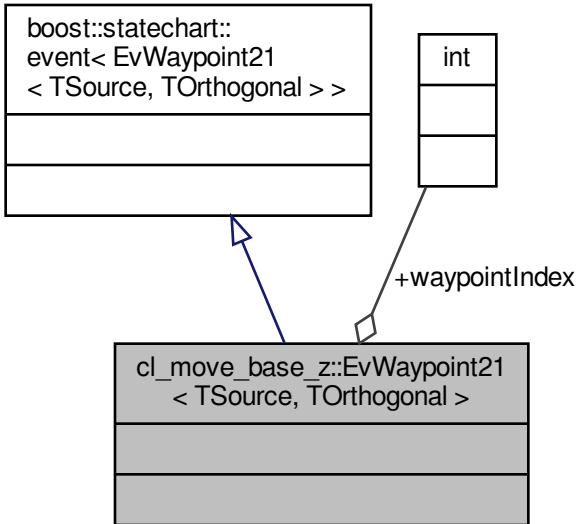 boost::statechart::
event< EvWaypoint21
< TSource, TOrthogonal > >
int
+waypointIndex
cl_move_base_z::EvWaypoint21
< TSource, TOrthogonal >